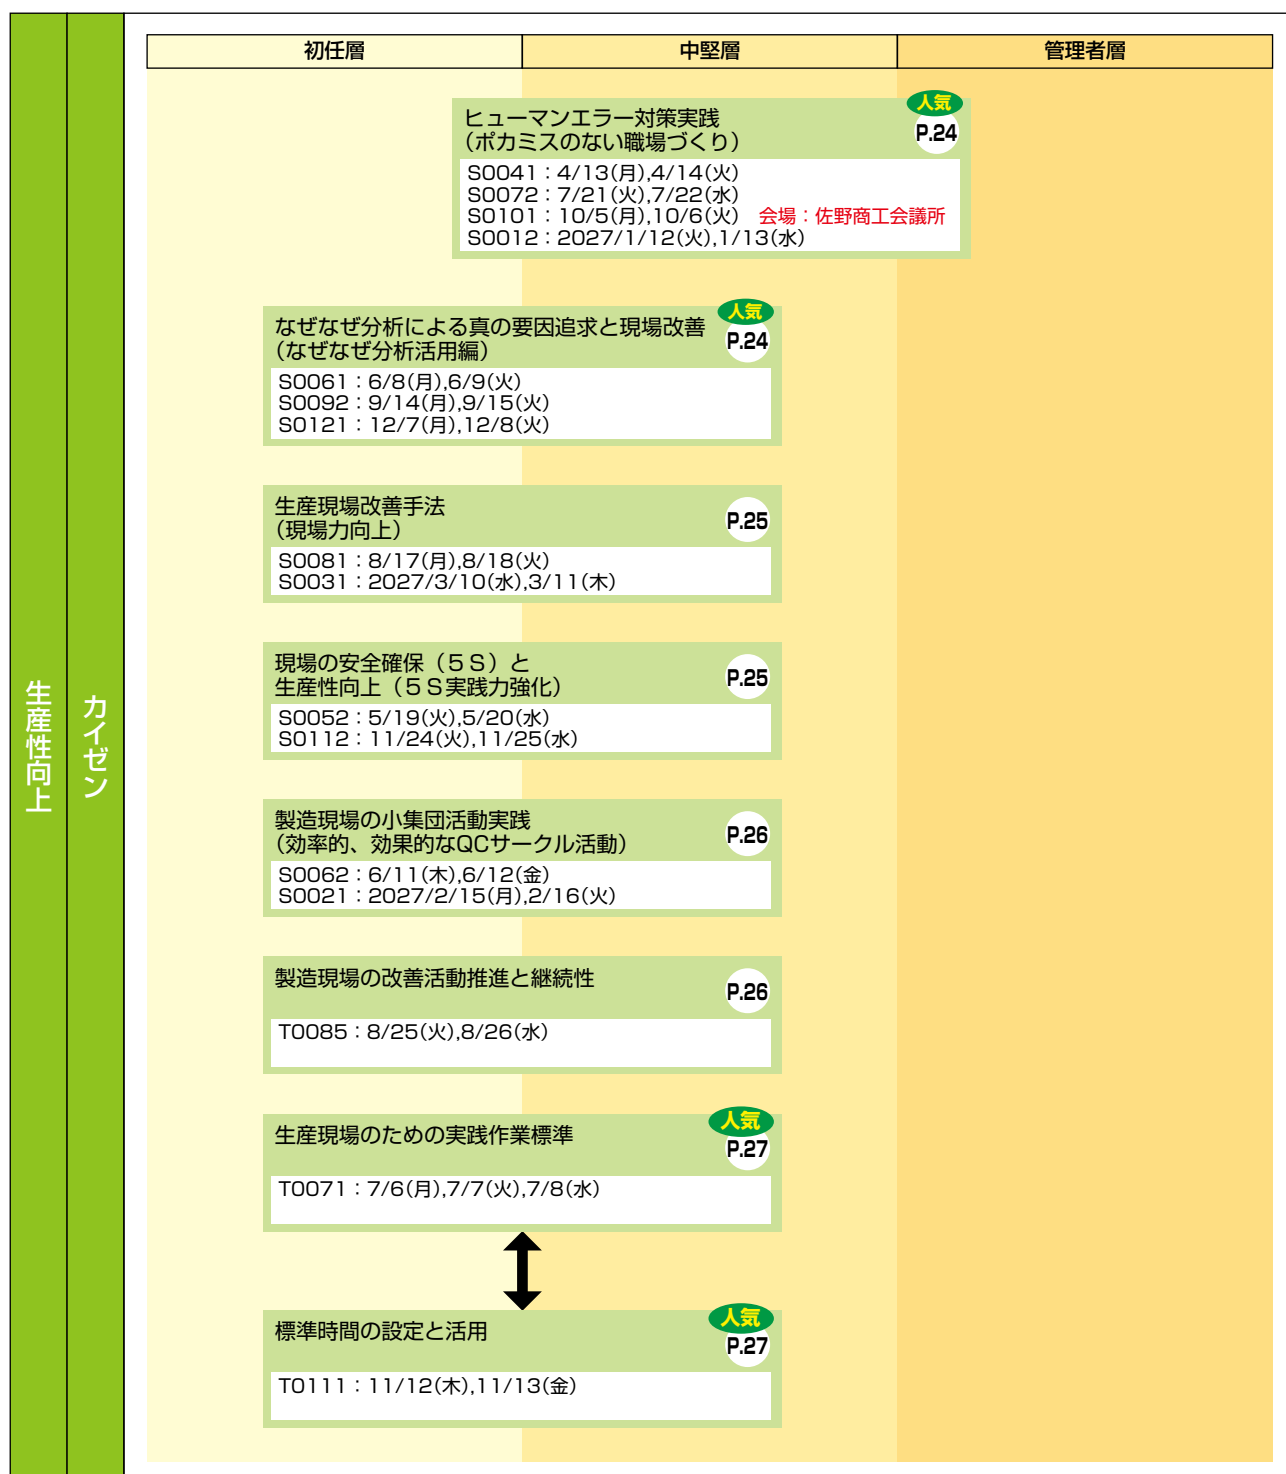 生産性向上
カイゼン
初任層
中堅層
管理者層
ヒューマンエラー対策実践
(ポカミスのない職場づくり)
人気
P.24
S0041：4/13(月),4/14(火)
S0072：7/21(火),7/22(水)
S0101：10/5(月),10/6(火)　会場：佐野商工会議所
S0012：2027/1/12(火),1/13(水)
なぜなぜ分析による真の要因追求と現場改善
(なぜなぜ分析活用編)
人気
P.24
S0061：6/8(月),6/9(火)
S0092：9/14(月),9/15(火)
S0121：12/7(月),12/8(火)
生産現場改善手法
(現場力向上)
P.25
S0081：8/17(月),8/18(火)
S0031：2027/3/10(水),3/11(木)
現場の安全確保（５Ｓ）と
生産性向上（５Ｓ実践力強化）
P.25
S0052：5/19(火),5/20(水)
S0112：11/24(火),11/25(水)
製造現場の小集団活動実践
(効率的、効果的なQCサークル活動)
P.26
S0062：6/11(木),6/12(金)
S0021：2027/2/15(月),2/16(火)
製造現場の改善活動推進と継続性
P.26
T0085：8/25(火),8/26(水)
生産現場のための実践作業標準
人気
P.27
T0071：7/6(月),7/7(火),7/8(水)
標準時間の設定と活用
人気
P.27
T0111：11/12(木),11/13(金)